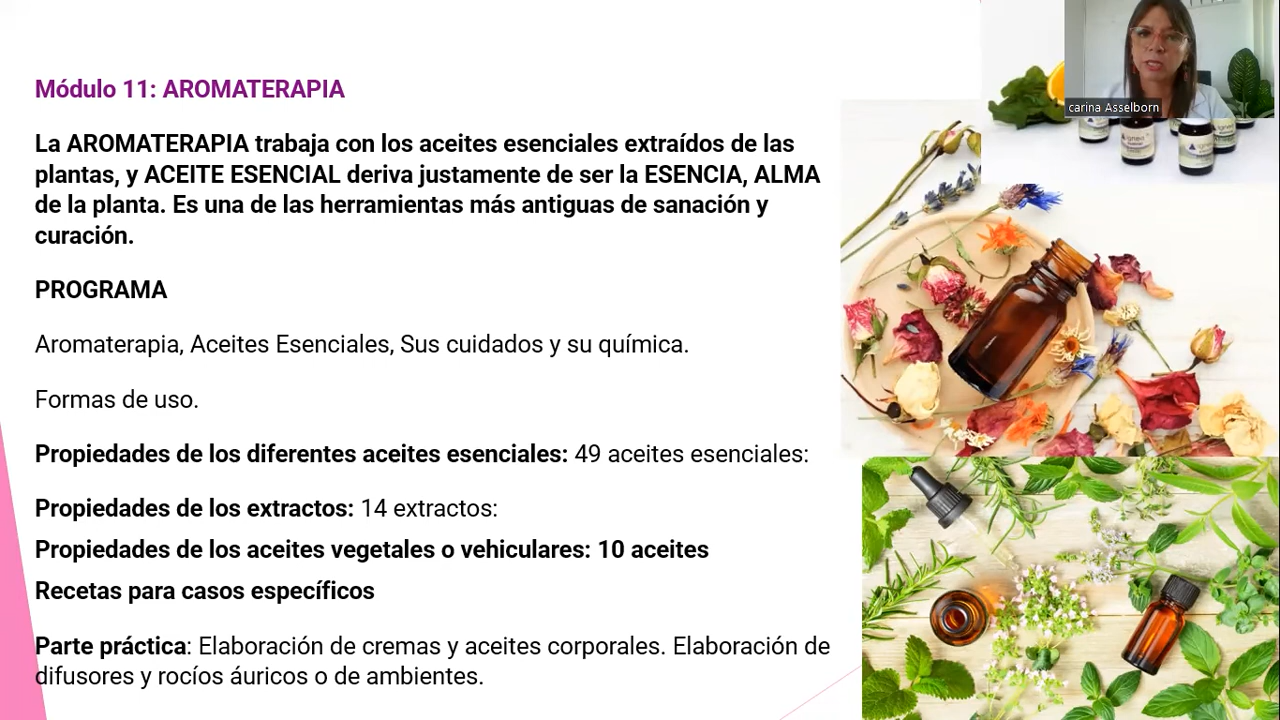 Módulo 11: AROMATERAPIA
La AROMATERAPIA trabaja con los aceites esenciales extraídos de las
plantas, y ACEITE ESENCIAL deriva justamente de ser la ESENCIA, ALMA
de la planta. Es una de las herramientas más antiguas de sanación y
curación.
PROGRAMA
Aromaterapia, Aceites Esenciales, Sus cuidados y su química.
Formas de uso.
Propiedades de los diferentes aceites esenciales: 49 aceites esenciales:
Propiedades de los extractos: 14 extractos:
Propiedades de los aceites vegetales o vehiculares: 10 aceites
Recetas para casos específicos
Parte práctica: Elaboración de cremas y aceites corporales. Elaboración de
difusores y rocíos áuricos o de ambientes.
carina Asselborn